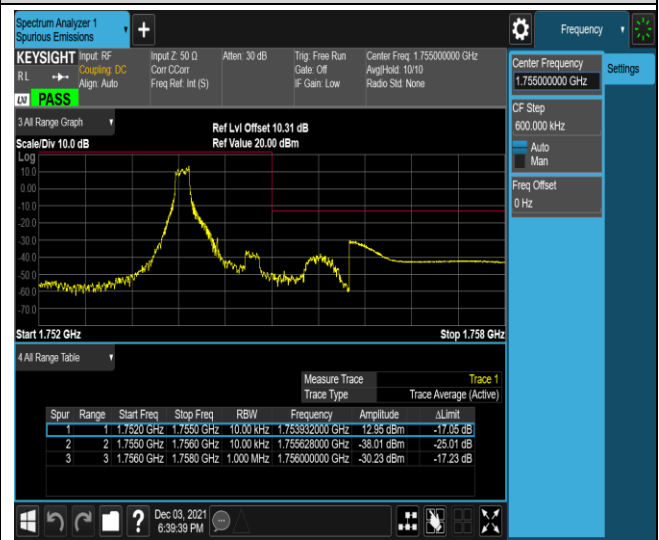 Spectrum Analyzer 1
Spurious Emissions
Frequency
KEYSIGHT
Input: RF
Coupling: DC
Align: Auto
Input Z: 50 Ω
Corr CCorr
Freq Ref: Int (S)
Atten: 30 dB
Trig: Free Run
Gate: Off
IF Gain: Low
Center Freq: 1.755000000 GHz
Avg|Hold: 10/10
Radio Std: None
R L
LXI PASS
Center Frequency
1.755000000 GHz
Settings
CF Step
600.000 kHz
Auto
Man
Freq Offset
0 Hz
3 All Range Graph
Scale/Div 10.0 dB
Ref Lvl Offset 10.31 dB
Ref Value 20.00 dBm
Log
10.0
0.00
-10.0
-20.0
-30.0
-40.0
-50.0
-60.0
-70.0
Start 1.752 GHz
Stop 1.758 GHz
4 All Range Table
Measure Trace Trace 1
Trace Type Trace Average (Active)
Spur Range Start Freq Stop Freq RBW Frequency Amplitude ΔLimit
1 1 1.7520 GHz 1.7550 GHz 10.00 kHz 1.753932000 GHz 12.95 dBm -17.05 dB
2 2 1.7550 GHz 1.7560 GHz 10.00 kHz 1.755628000 GHz -38.01 dBm -25.01 dB
3 3 1.7560 GHz 1.7580 GHz 1.000 MHz 1.756000000 GHz -30.23 dBm -17.23 dB
Dec 03, 2021
6:39:39 PM